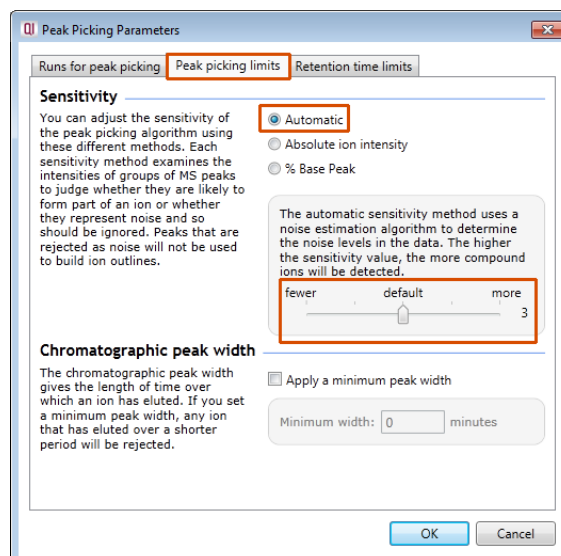 QI Peak Picking Parameters
Runs for peak picking Peak picking limits Retention time limits
Sensitivity
You can adjust the sensitivity of
the peak picking algorithm using
these different methods. Each
sensitivity method examines the
intensities of groups of MS peaks
to judge whether they are likely to
form part of an ion or whether
they represent noise and so
should be ignored. Peaks that are
rejected as noise will not be used
to build ion outlines.
Automatic
Absolute ion intensity
% Base Peak
The automatic sensitivity method uses a
noise estimation algorithm to determine
the noise levels in the data. The higher
the sensitivity value, the more compound
ions will be detected.
fewer default more
3
Chromatographic peak width
The chromatographic peak width
gives the length of time over
which an ion has eluted. If you set
a minimum peak width, any ion
that has eluted over a shorter
period will be rejected.
Apply a minimum peak width
Minimum width: 0 minutes
OK Cancel